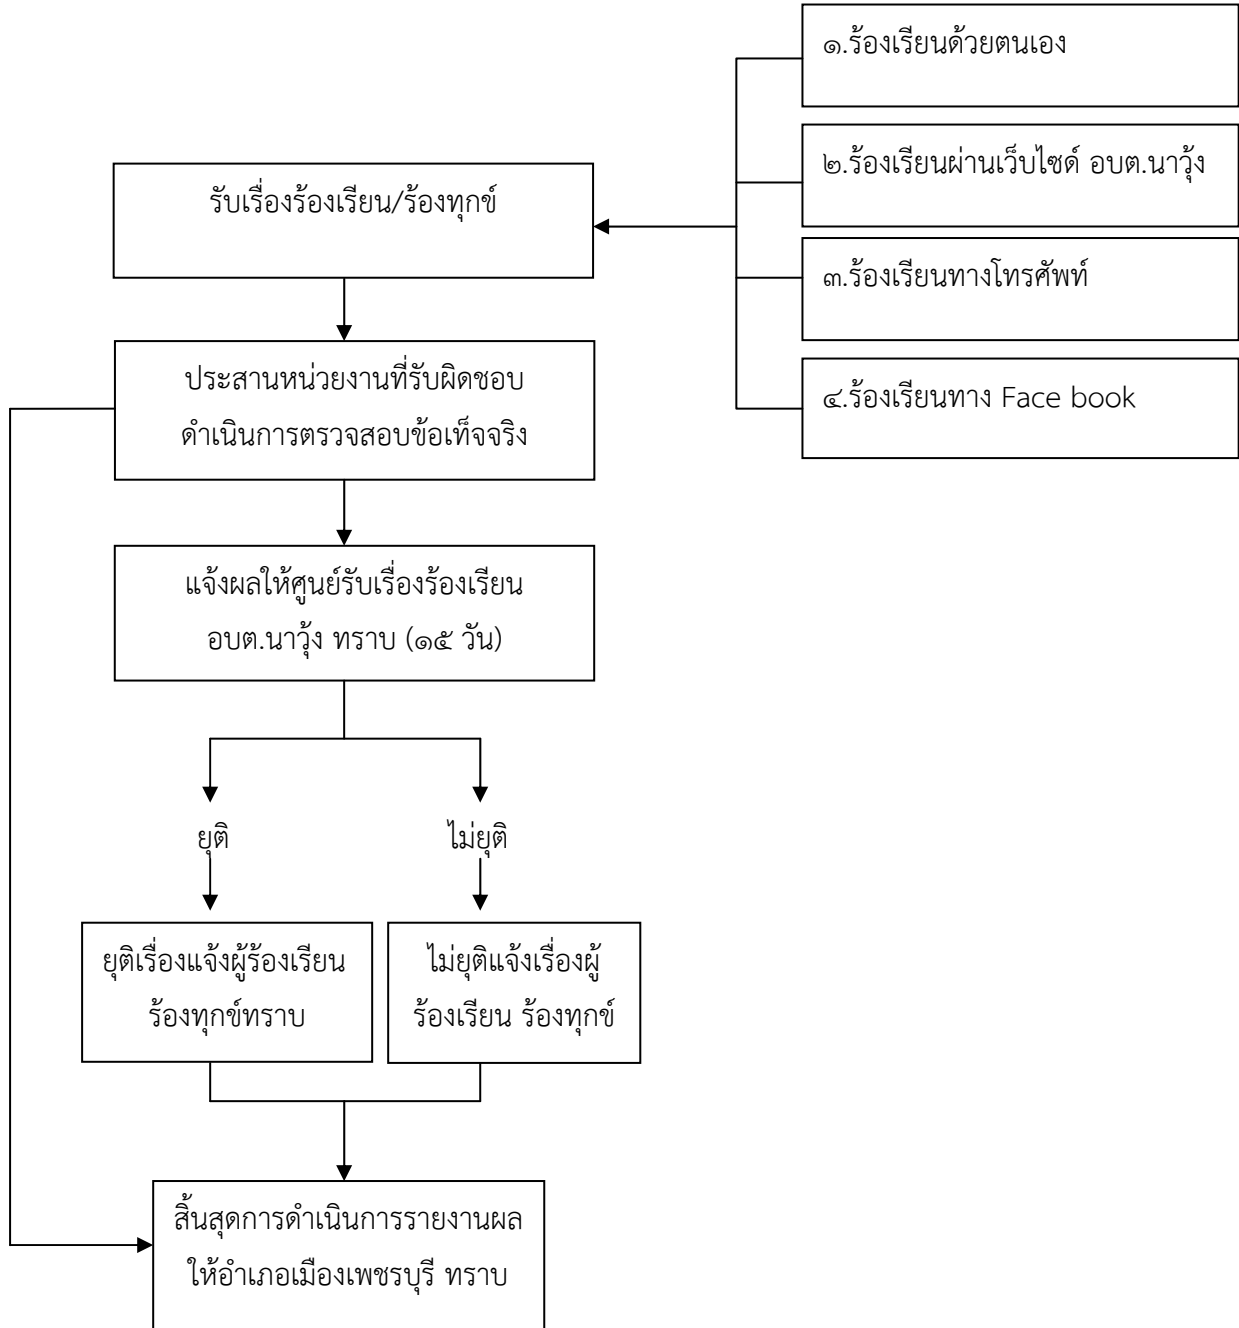 ๑.ร้องเรียนด้วยตนเอง
๒.ร้องเรียนผ่านเว็บไซด์ อบต.นาวุ้ง
๓.ร้องเรียนทางโทรศัพท์
๔.ร้องเรียนทาง Face book
รับเรื่องร้องเรียน/ร้องทุกข์
ประสานหน่วยงานที่รับผิดชอบ
ดำเนินการตรวจสอบข้อเท็จจริง
แจ้งผลให้ศูนย์รับเรื่องร้องเรียน
อบต.นาวุ้ง ทราบ (๑๕ วัน)
ยุติ
ไม่ยุติ
ยุติเรื่องแจ้งผู้ร้องเรียน
ร้องทุกข์ทราบ
ไม่ยุติแจ้งเรื่องผู้
ร้องเรียน ร้องทุกข์
สิ้นสุดการดำเนินการรายงานผล
ให้อำเภอเมืองเพชรบุรี ทราบ